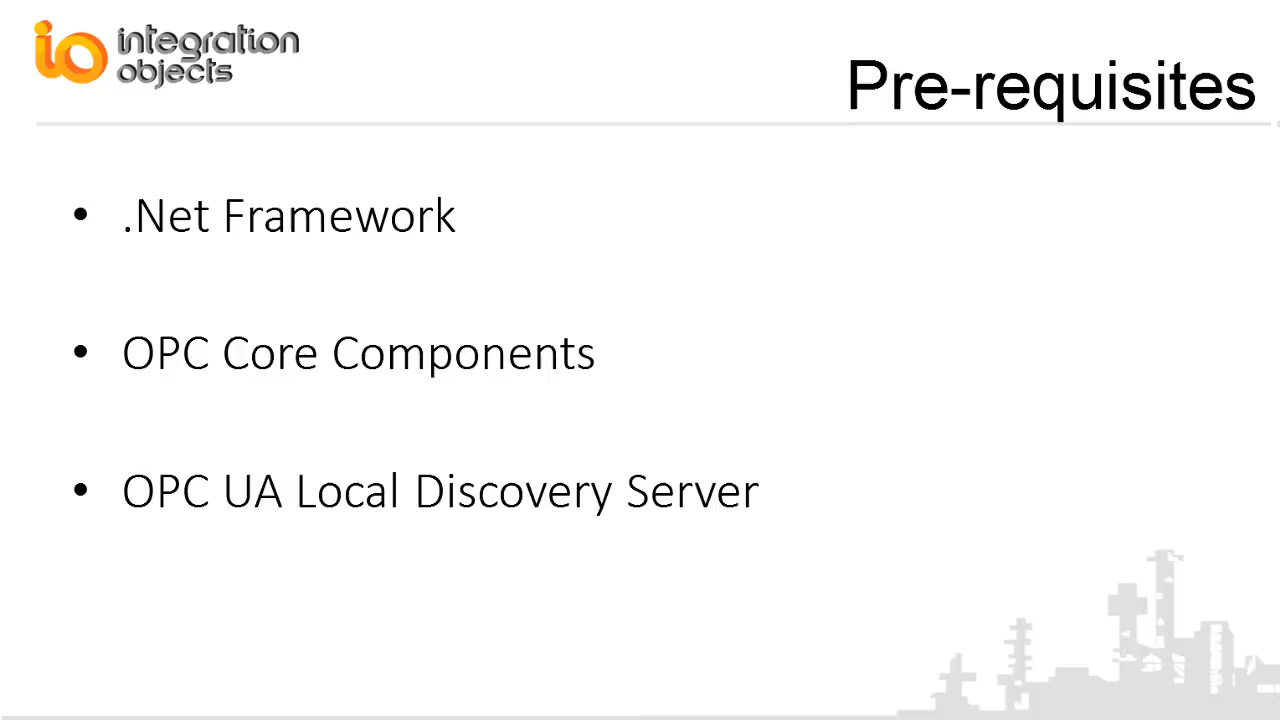 integration
objects
Pre-requisites
• .Net Framework
• OPC Core Components
• OPC UA Local Discovery Server